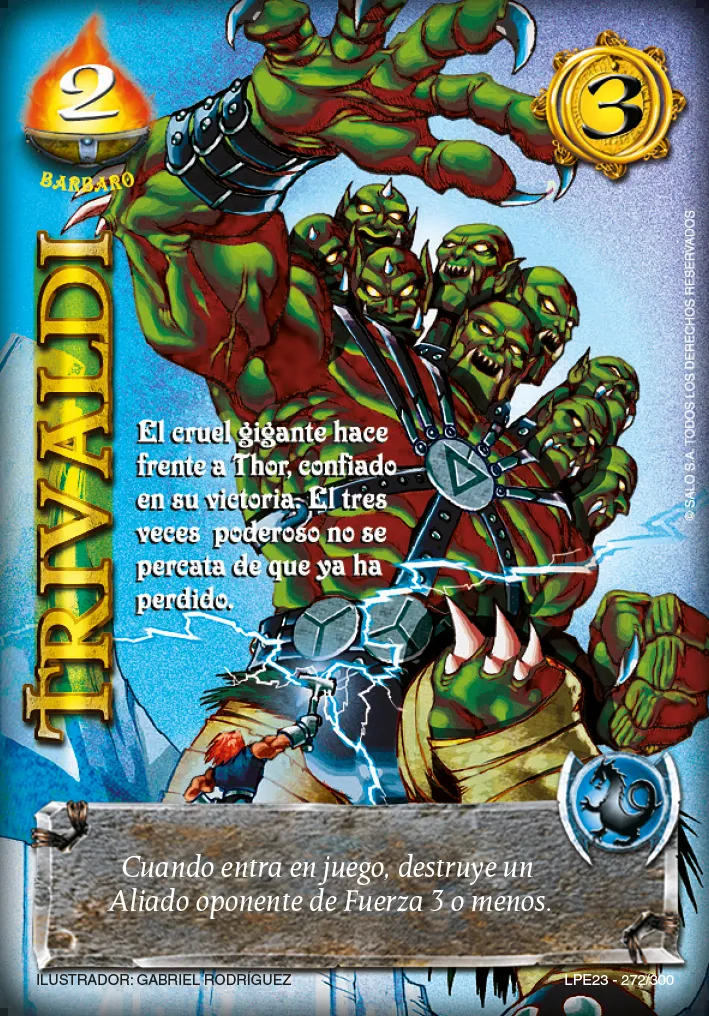 2
3
BARBARO
TRIVALDI
El cruel gigante hace
frente a Thor, confiado
en su victoria. El tres
veces poderoso no se
percata de que ya ha
perdido.
© SALO S.A. TODOS LOS DERECHOS RESERVADOS
Cuando entra en juego, destruye un
Aliado oponente de Fuerza 3 o menos.
ILUSTRADOR: GABRIEL RODRIGUEZ
LPE23 - 272/300